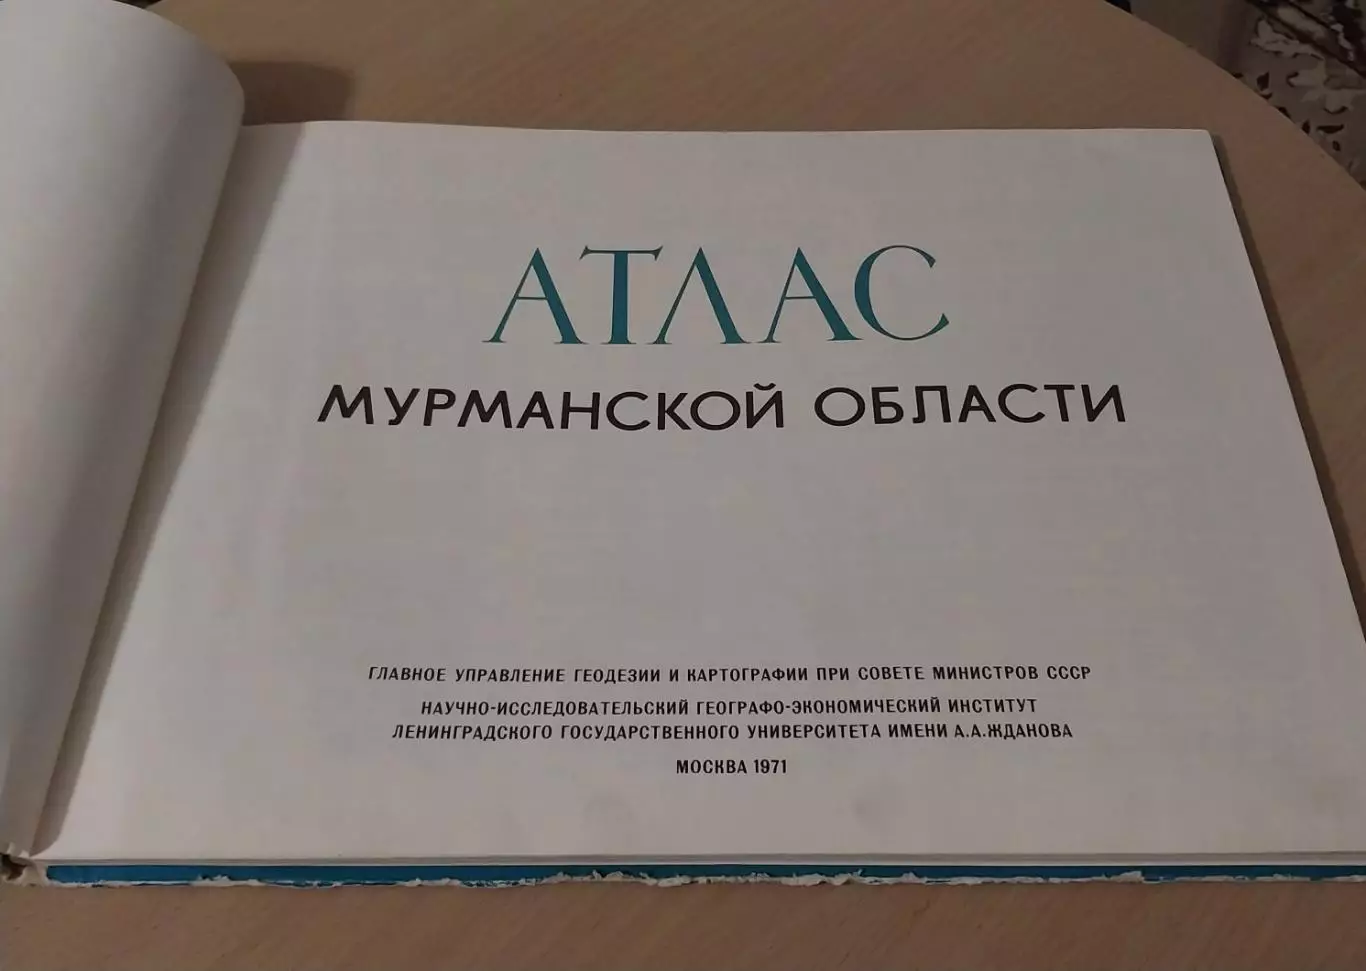 АТЛАС
МУРМАНСКОЙ ОБЛАСТИ
ГЛАВНОЕ УПРАВЛЕНИЕ ГЕОДЕЗИИ И КАРТОГРАФИИ ПРИ СОВЕТЕ МИНИСТРОВ СССР
НАУЧНО-ИССЛЕДОВАТЕЛЬСКИЙ ГЕОГРАФО-ЭКОНОМИЧЕСКИЙ ИНСТИТУТ
ЛЕНИНГРАДСКОГО ГОСУДАРСТВЕННОГО УНИВЕРСИТЕТА ИМЕНИ А.А.ЖДАНОВА
МОСКВА 1971